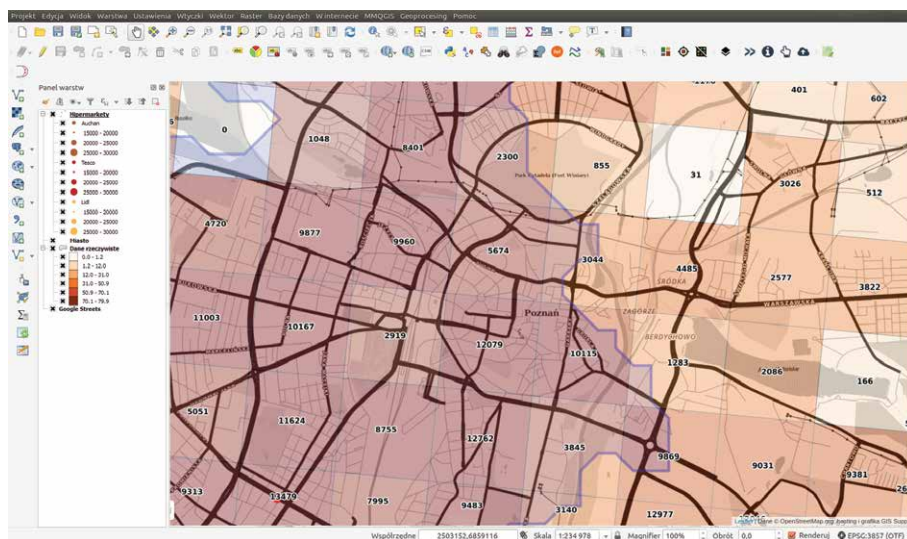 Projekt Edycja Widok Warstwa Ustawienia Wtyczki Wektor Raster Bazy danych W internecie MMQGIS Geoprocesing Pomoc
Panel warstw
Hipermarkety
Auchan
15000 - 20000
20000 - 25000
25000 - 30000
Tesco
15000 - 20000
20000 - 25000
25000 - 30000
Lidl
15000 - 20000
20000 - 25000
25000 - 30000
Miasto
Dane rzeczywiste
0.0 - 1.2
1.2 - 12.0
12.0 - 31.0
31.0 - 50.9
50.9 - 70.1
70.1 - 79.9
Google Streets
401
602
0
1048
8401
2300
855
31
3026
512
4720
9877
9960
5674
3044
4485
2577
3822
ŚRÓDKA
WARSZAWSKA
ZAGÓRZE
Poznań
BERDYCHOWO
11003
10167
2919
12079
10115
1283
2086
166
5051
11624
8755
12762
3845
9869
9031
9381
9313
13479
7995
9483
3140
12977
Współrzędne 2503152,6859116 Skala 1:234 978 Magnifier 100% Obrót 0,0 Renderuj EPSG:3857 (OTF)